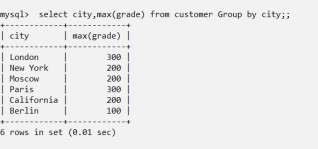 mysql>  select city,max(grade) from customer Group by city;;
+------------+------------+
| city       | max(grade) |
+------------+------------+
| London     |        300 |
| New York   |        200 |
| Moscow     |        200 |
| Paris      |        300 |
| California |        200 |
| Berlin     |        100 |
+------------+------------+
6 rows in set (0.01 sec)